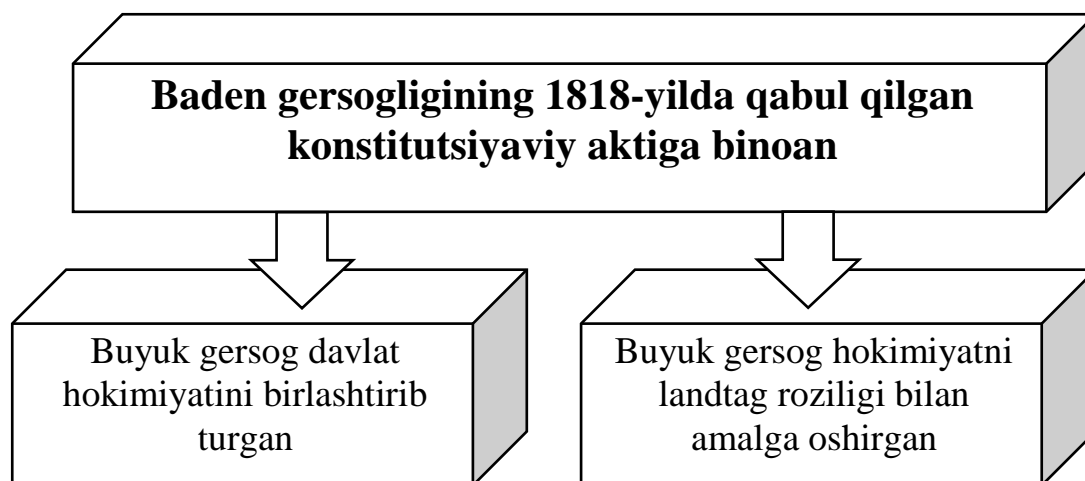 Baden gersogligining 1818-yilda qabul qilgan
konstitutsiyaviy aktiga binoan
Buyuk gersog davlat
hokimiyatini birlashtirib
turgan
Buyuk gersog hokimiyatni
landtag roziligi bilan
amalga oshirgan